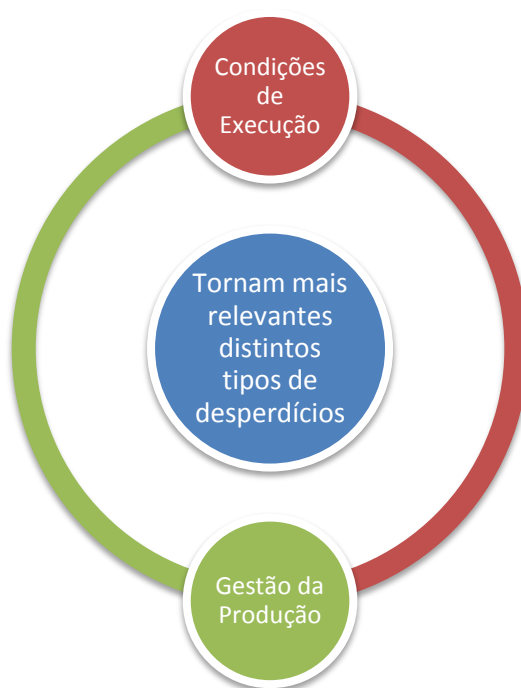 Condições
de
Execução
Tornam mais
relevantes
distintos
tipos de
desperdícios
Gestão da
Produção